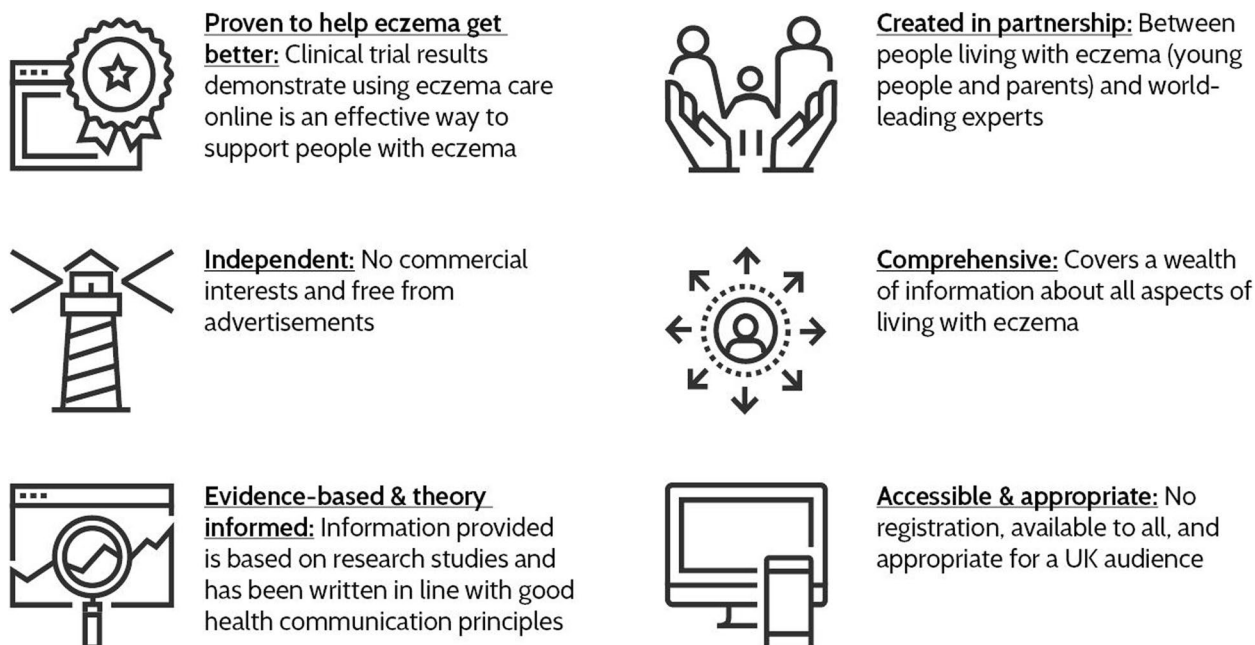 Proven to help eczema get
better: Clinical trial results
demonstrate using eczema care
online is an effective way to
support people with eczema
Created in partnership: Between
people living with eczema (young
people and parents) and world-
leading experts
Independent: No commercial
interests and free from
advertisements
Comprehensive: Covers a wealth
of information about all aspects of
living with eczema
Evidence-based & theory
informed: Information provided
is based on research studies and
has been written in line with good
health communication principles
Accessible & appropriate: No
registration, available to all, and
appropriate for a UK audience